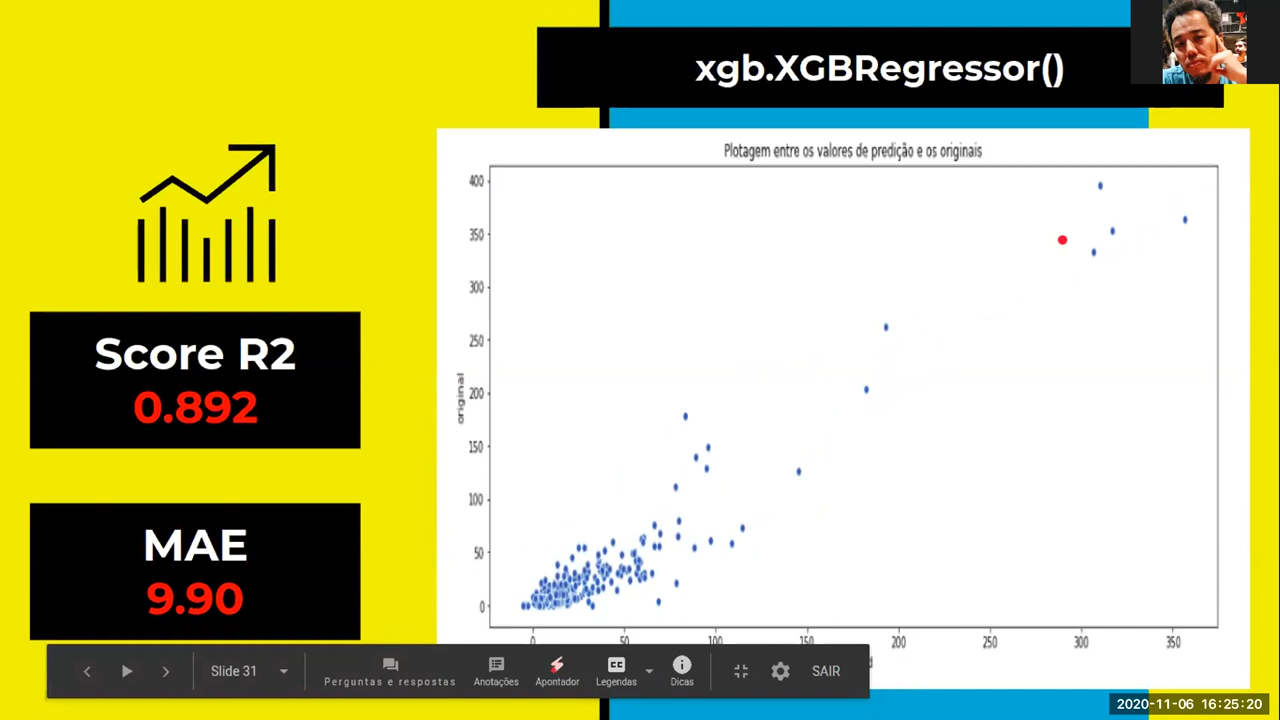 xgb.XGBRegressor()
Plotagem entre os valores de predição e os originais
Score R2
0.892
MAE
9.90
original
400
350
300
250
200
150
100
50
0
0
50
100
150
200
250
300
350
Slide 31
Perguntas e respostas
Anotações
Apontador
CC
Legendas
Dicas
SAIR
2020-11-06 16:25:20